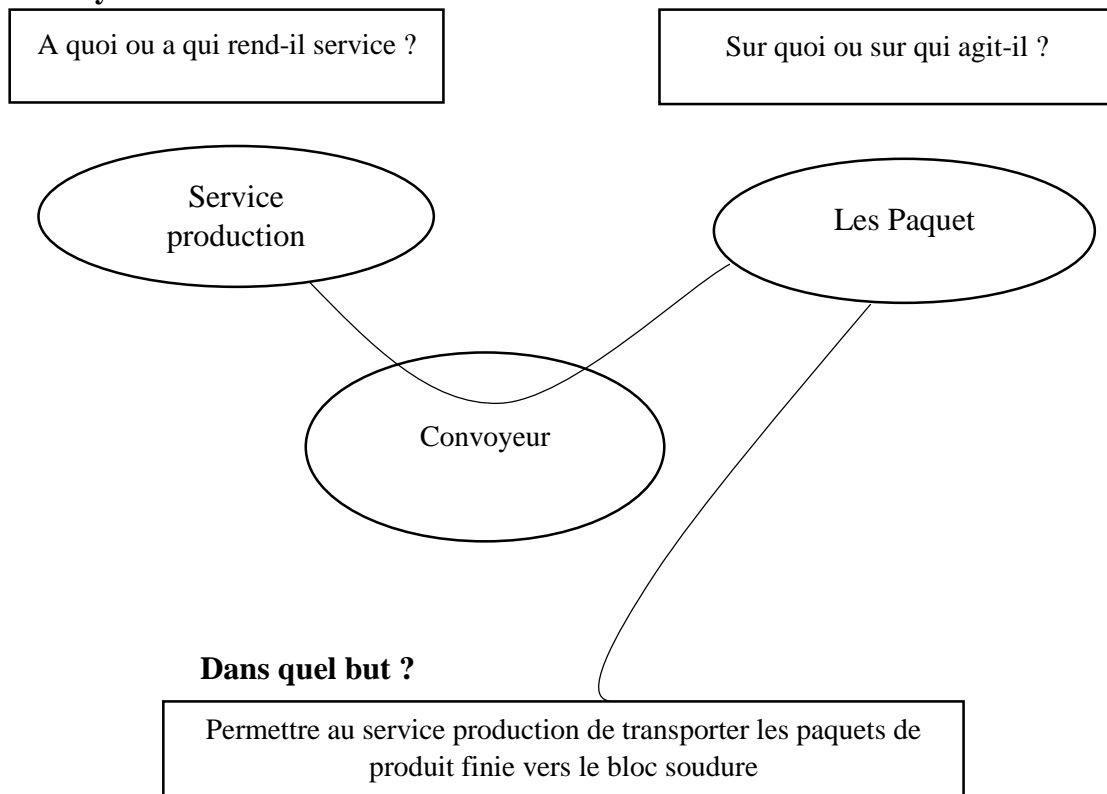 A quoi ou a qui rend-il service ?
Sur quoi ou sur qui agit-il ?
Service
production
Les Paquet
Convoyeur
Dans quel but ?
Permettre au service production de transporter les paquets de
produit finie vers le bloc soudure